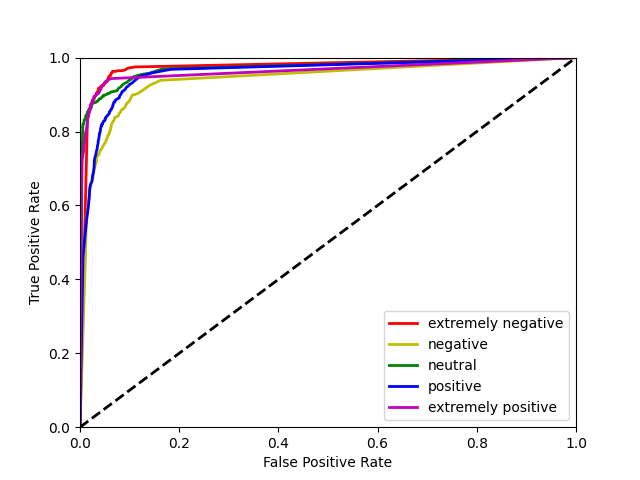 1.0
0.8
0.6
0.4
0.2
0.0
True Positive Rate
0.0 0.2 0.4 0.6 0.8 1.0
False Positive Rate
extremely negative
negative
neutral
positive
extremely positive